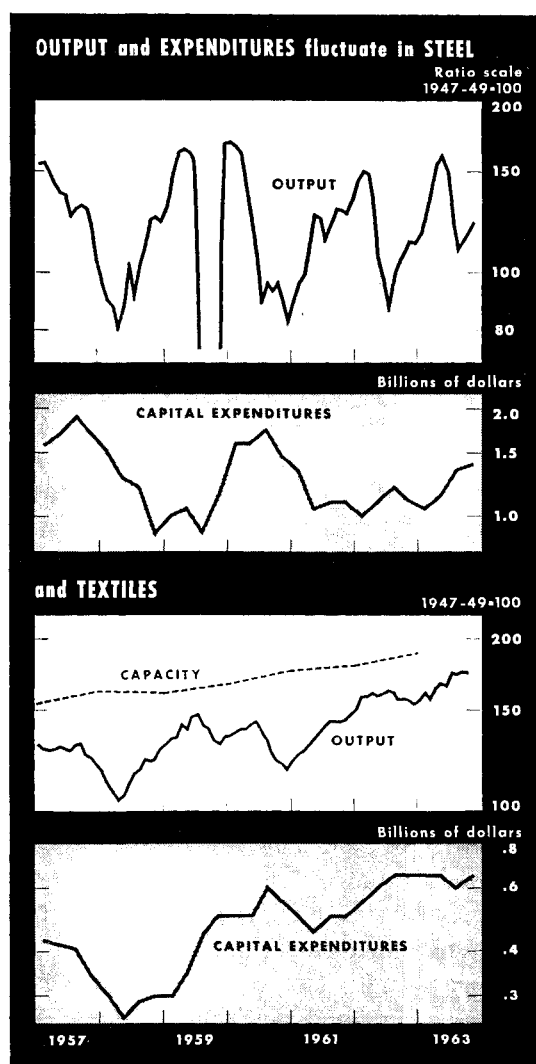 OUTPUT and EXPENDITURES fluctuate in STEEL
Ratio scale
1947-49=100
200
150
OUTPUT
100
80
Billions of dollars
CAPITAL EXPENDITURES
2.0
1.5
1.0
and TEXTILES
1947-49=100
200
CAPACITY
150
OUTPUT
100
Billions of dollars
.8
.6
CAPITAL EXPENDITURES
.4
.3
1957 1959 1961 1963